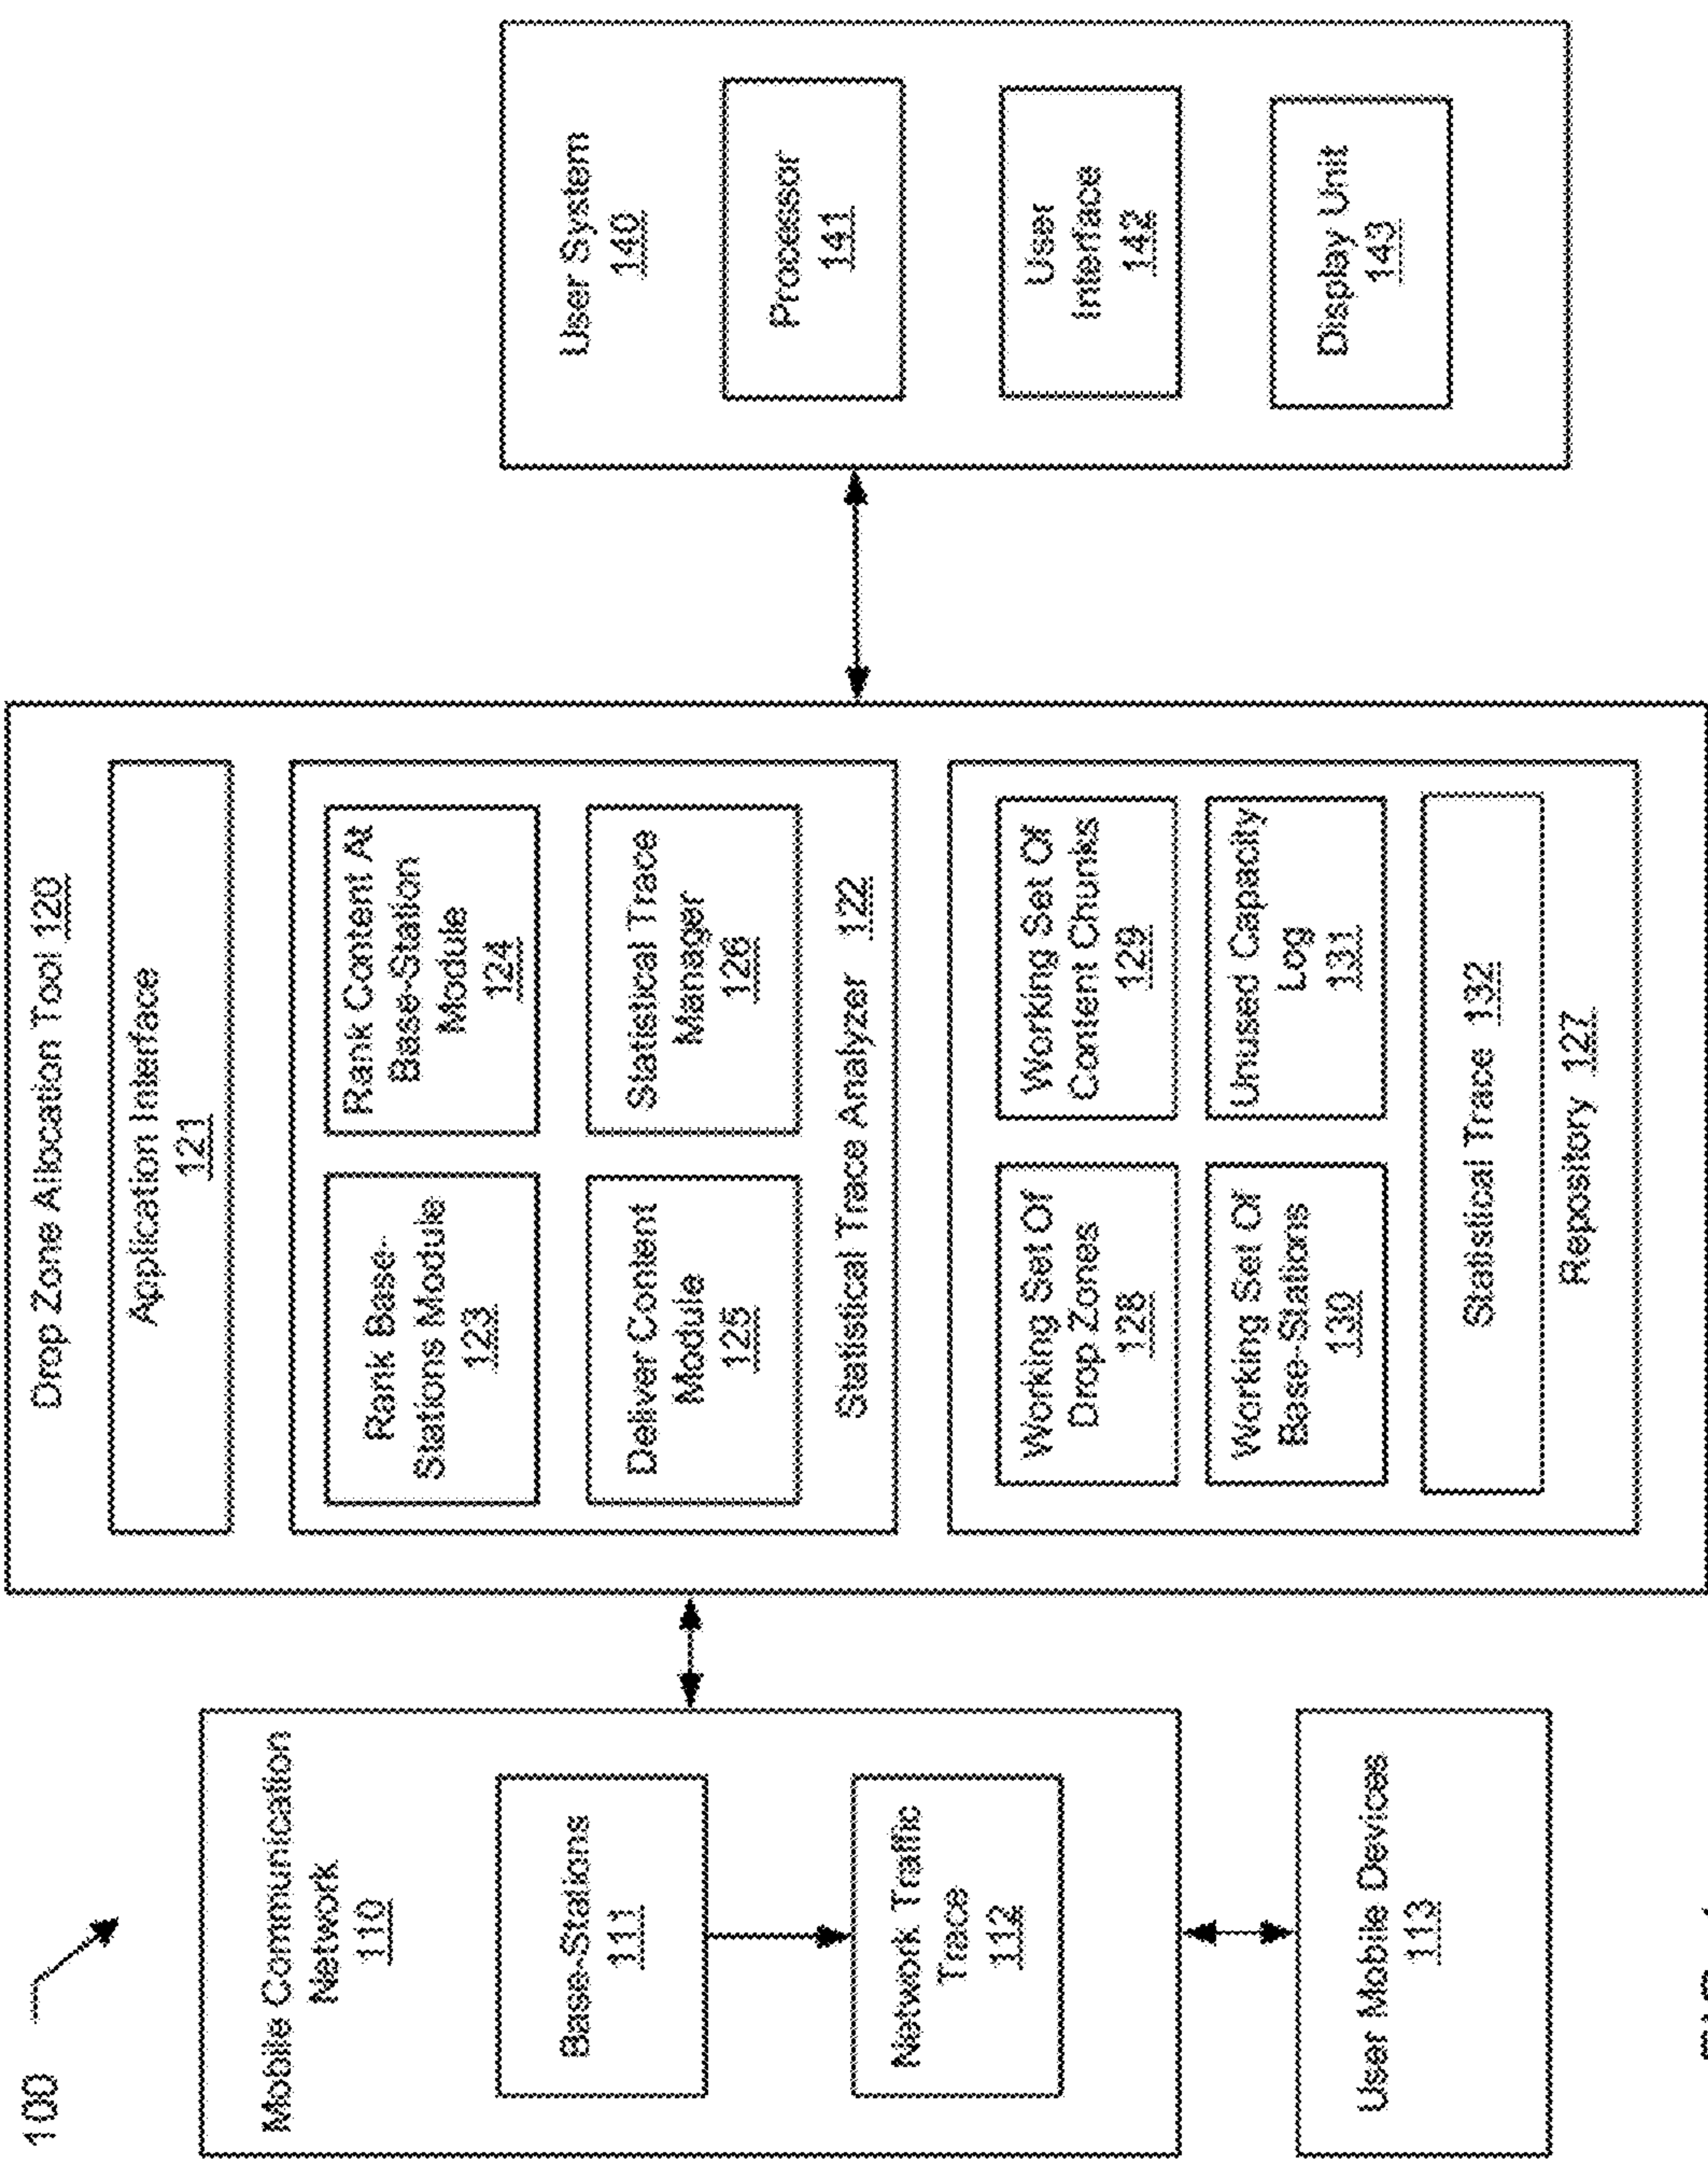 100
Mobile Communication
Network
110
Base-Stations
111
Network Traffic
Trace
112
User Mobile Devices
113
Drop Zone Allocation Tool 120
Application Interface
121
Rank Base-
Stations Module
123
Rank Content At
Base-Station
Module
124
Deliver Content
Module
125
Statistical Trace
Manager
126
Statistical Trace Analyzer 122
Working Set Of
Drop Zones
128
Working Set Of
Content Chunks
129
Working Set Of
Base-Stations
130
Unused Capacity
Log
131
Statistical Trace 132
Repository 127
User System
140
Processor
141
User
Interface
142
Display Unit
143